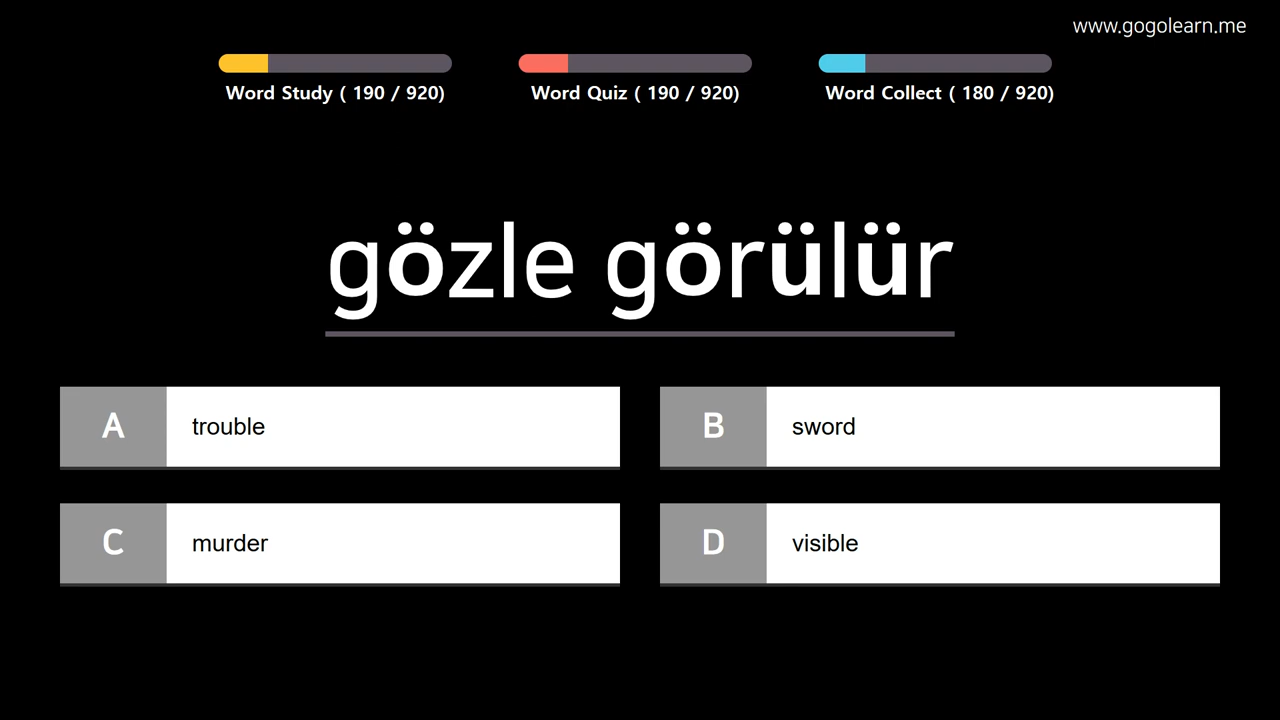 www.gogolearn.me
Word Study ( 190 / 920)
Word Quiz ( 190 / 920)
Word Collect ( 180 / 920)
gözle görülür
A trouble
B sword
C murder
D visible